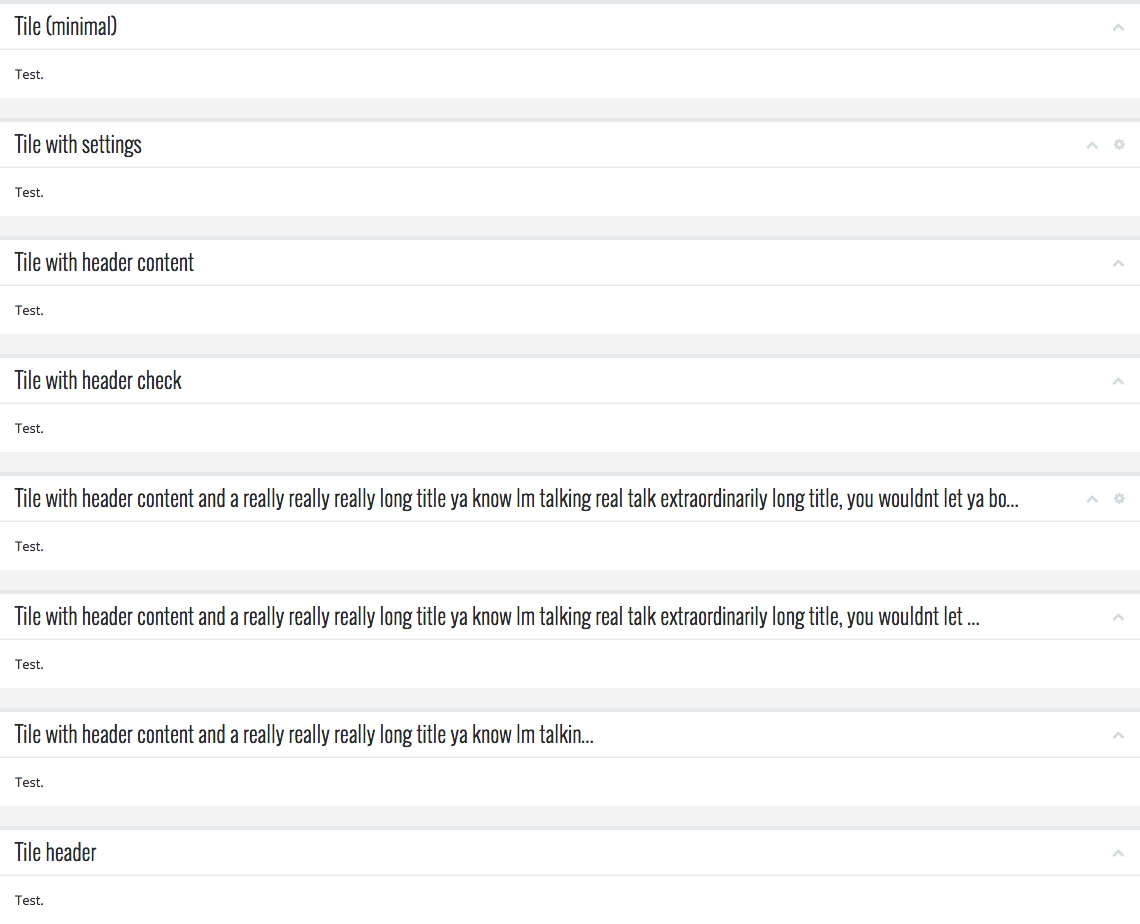 Tile (minimal)
Test.
Tile with settings
Test.
Tile with header content
Test.
Tile with header check
Test.
Tile with header content and a really really really long title ya know Im talking real talk extraordinarily long title, you wouldnt let ya bo...
Test.
Tile with header content and a really really really long title ya know Im talking real talk extraordinarily long title, you wouldnt let ...
Test.
Tile with header content and a really really really long title ya know Im talkin...
Test.
Tile header
Test.